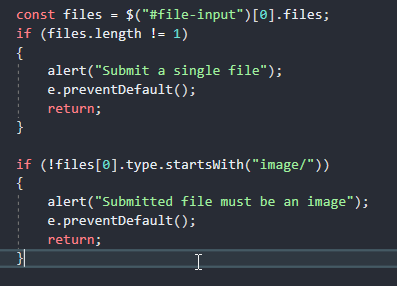 const files = $("#file-input")[0].files;
if (files.length != 1)
{
    alert("Submit a single file");
    e.preventDefault();
    return;
}

if (!files[0].type.startsWith("image/"))
{
    alert("Submitted file must be an image");
    e.preventDefault();
    return;
}